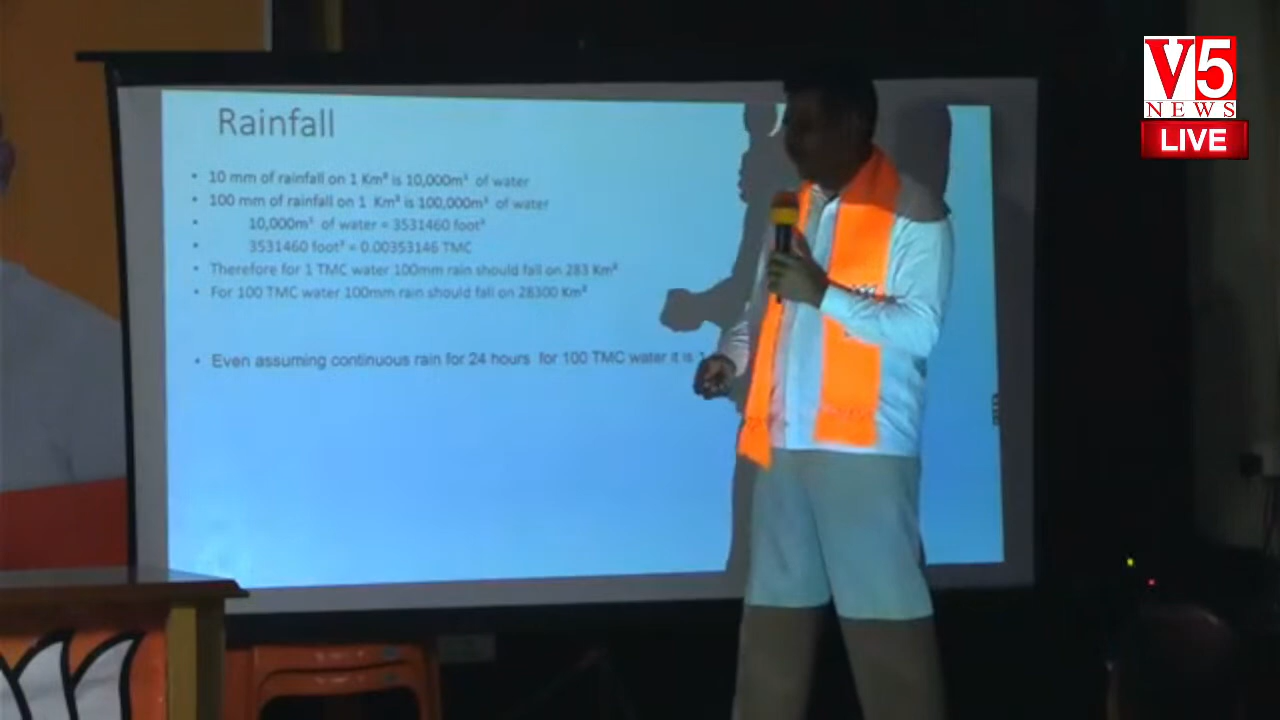 V5
NEWS
LIVE
Rainfall
• 10 mm of rainfall on 1 Km² is 10,000m³ of water
• 100 mm of rainfall on 1 Km² is 100,000m³ of water
• 10,000m³ of water = 3531460 foot³
• 3531460 foot³ = 0.00353146 TMC
• Therefore for 1 TMC water 100mm rain should fall on 283 Km²
• For 100 TMC water 100mm rain should fall on 28300 Km²
• Even assuming continuous rain for 24 hours for 100 TMC water it is